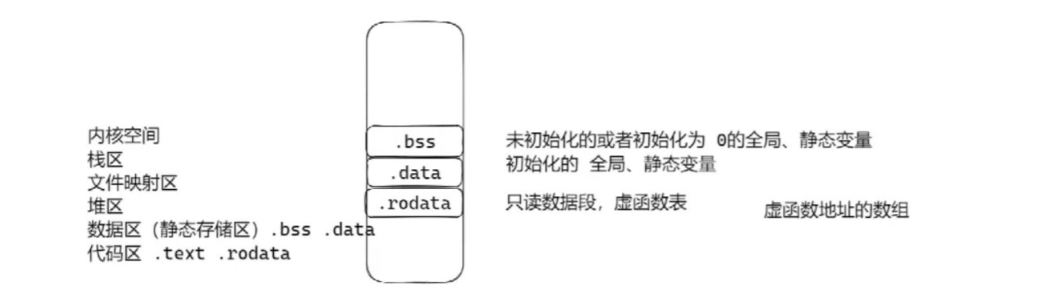 内核空间
栈区
文件映射区
堆区
数据区（静态存储区）.bss .data
代码区 .text .rodata
.bss
.data
.rodata
未初始化的或者初始化为 0的全局、静态变量
初始化的 全局、静态变量
只读数据段，虚函数表
虚函数地址的数组